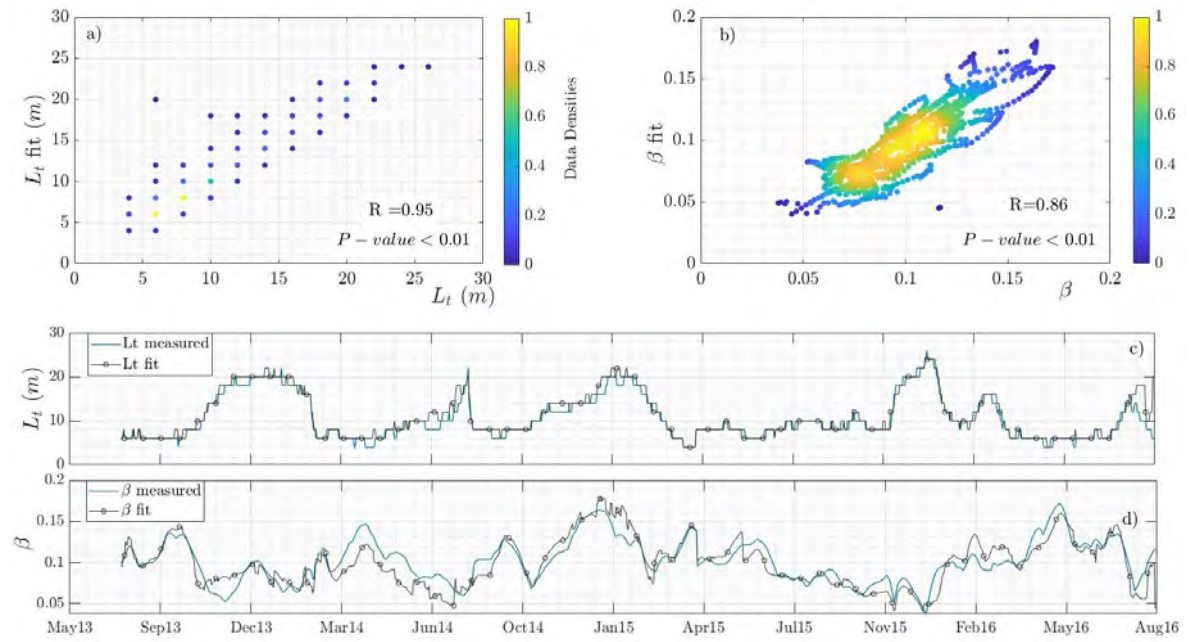 a)
L_t fit (m)
30
25
20
15
10
5
0
0 5 10 15 20 25 30
L_t (m)
R =0.95
P − value < 0.01
1
0.8
0.6
0.4
0.2
0
Data Densities
b)
β fit
0.2
0.15
0.1
0.05
0
0 0.05 0.1 0.15 0.2
β
R=0.86
P − value < 0.01
1
0.8
0.6
0.4
0.2
0
Lt measured
Lt fit
c)
L_t (m)
30
20
10
0
β measured
β fit
d)
β
0.2
0.15
0.1
0.05
May13 Sep13 Dec13 Mar14 Jun14 Oct14 Jan15 Apr15 Jul15 Nov15 Feb16 May16 Aug16